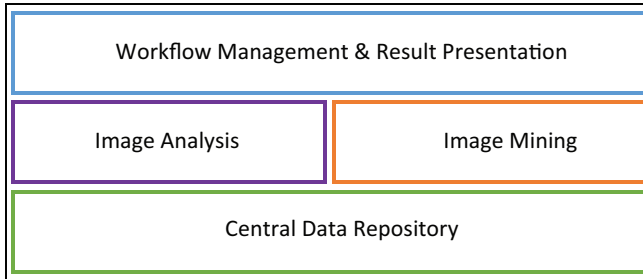 Workflow Management & Result Presentation
Image Analysis
Image Mining
Central Data Repository